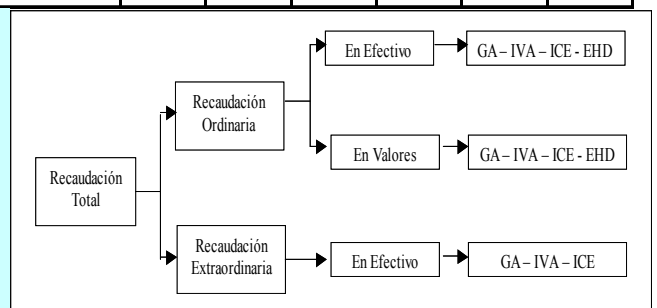 En Efectivo
GA – IVA – ICE - EHD
Recaudación
Ordinaria
En Valores
GA – IVA – ICE - EHD
Recaudación
Total
Recaudación
Extraordinaria
En Efectivo
GA – IVA – ICE